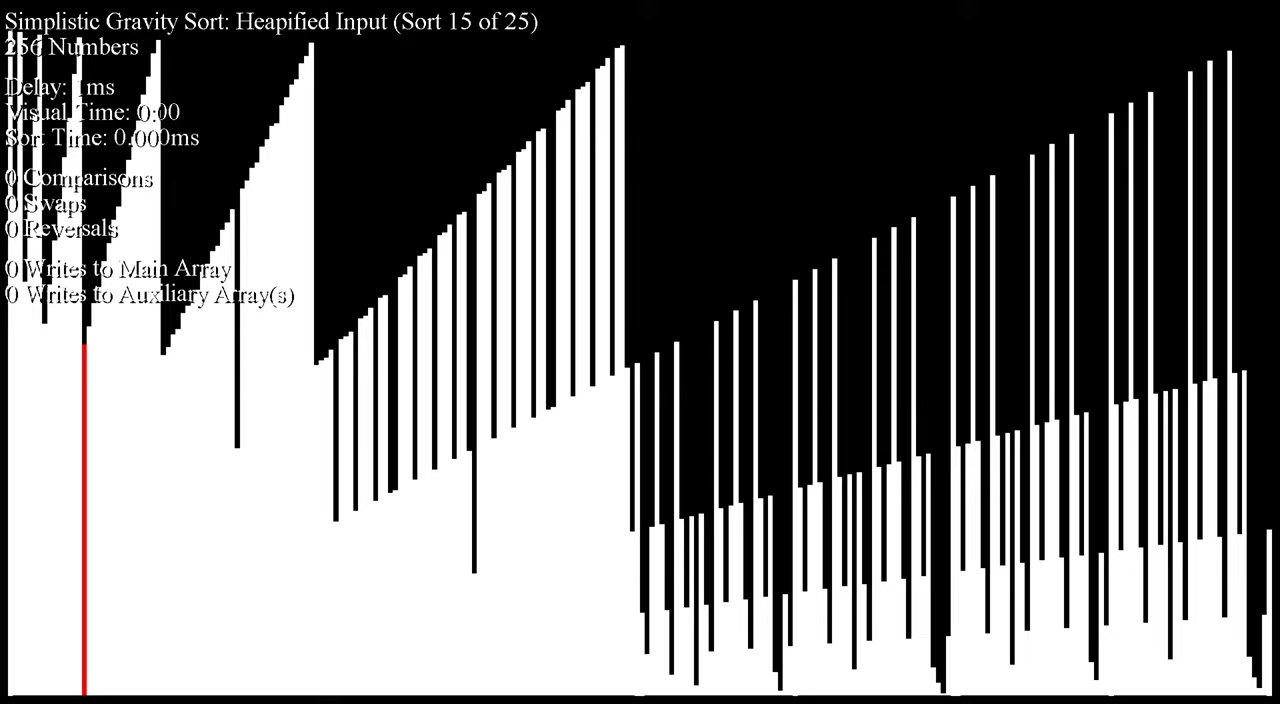 Simplistic Gravity Sort: Heapified Input (Sort 15 of 25)
256 Numbers
Delay: 1ms
Visual Time: 0:00
Sort Time: 0.000ms
0 Comparisons
0 Swaps
0 Reversals
0 Writes to Main Array
0 Writes to Auxiliary Array(s)